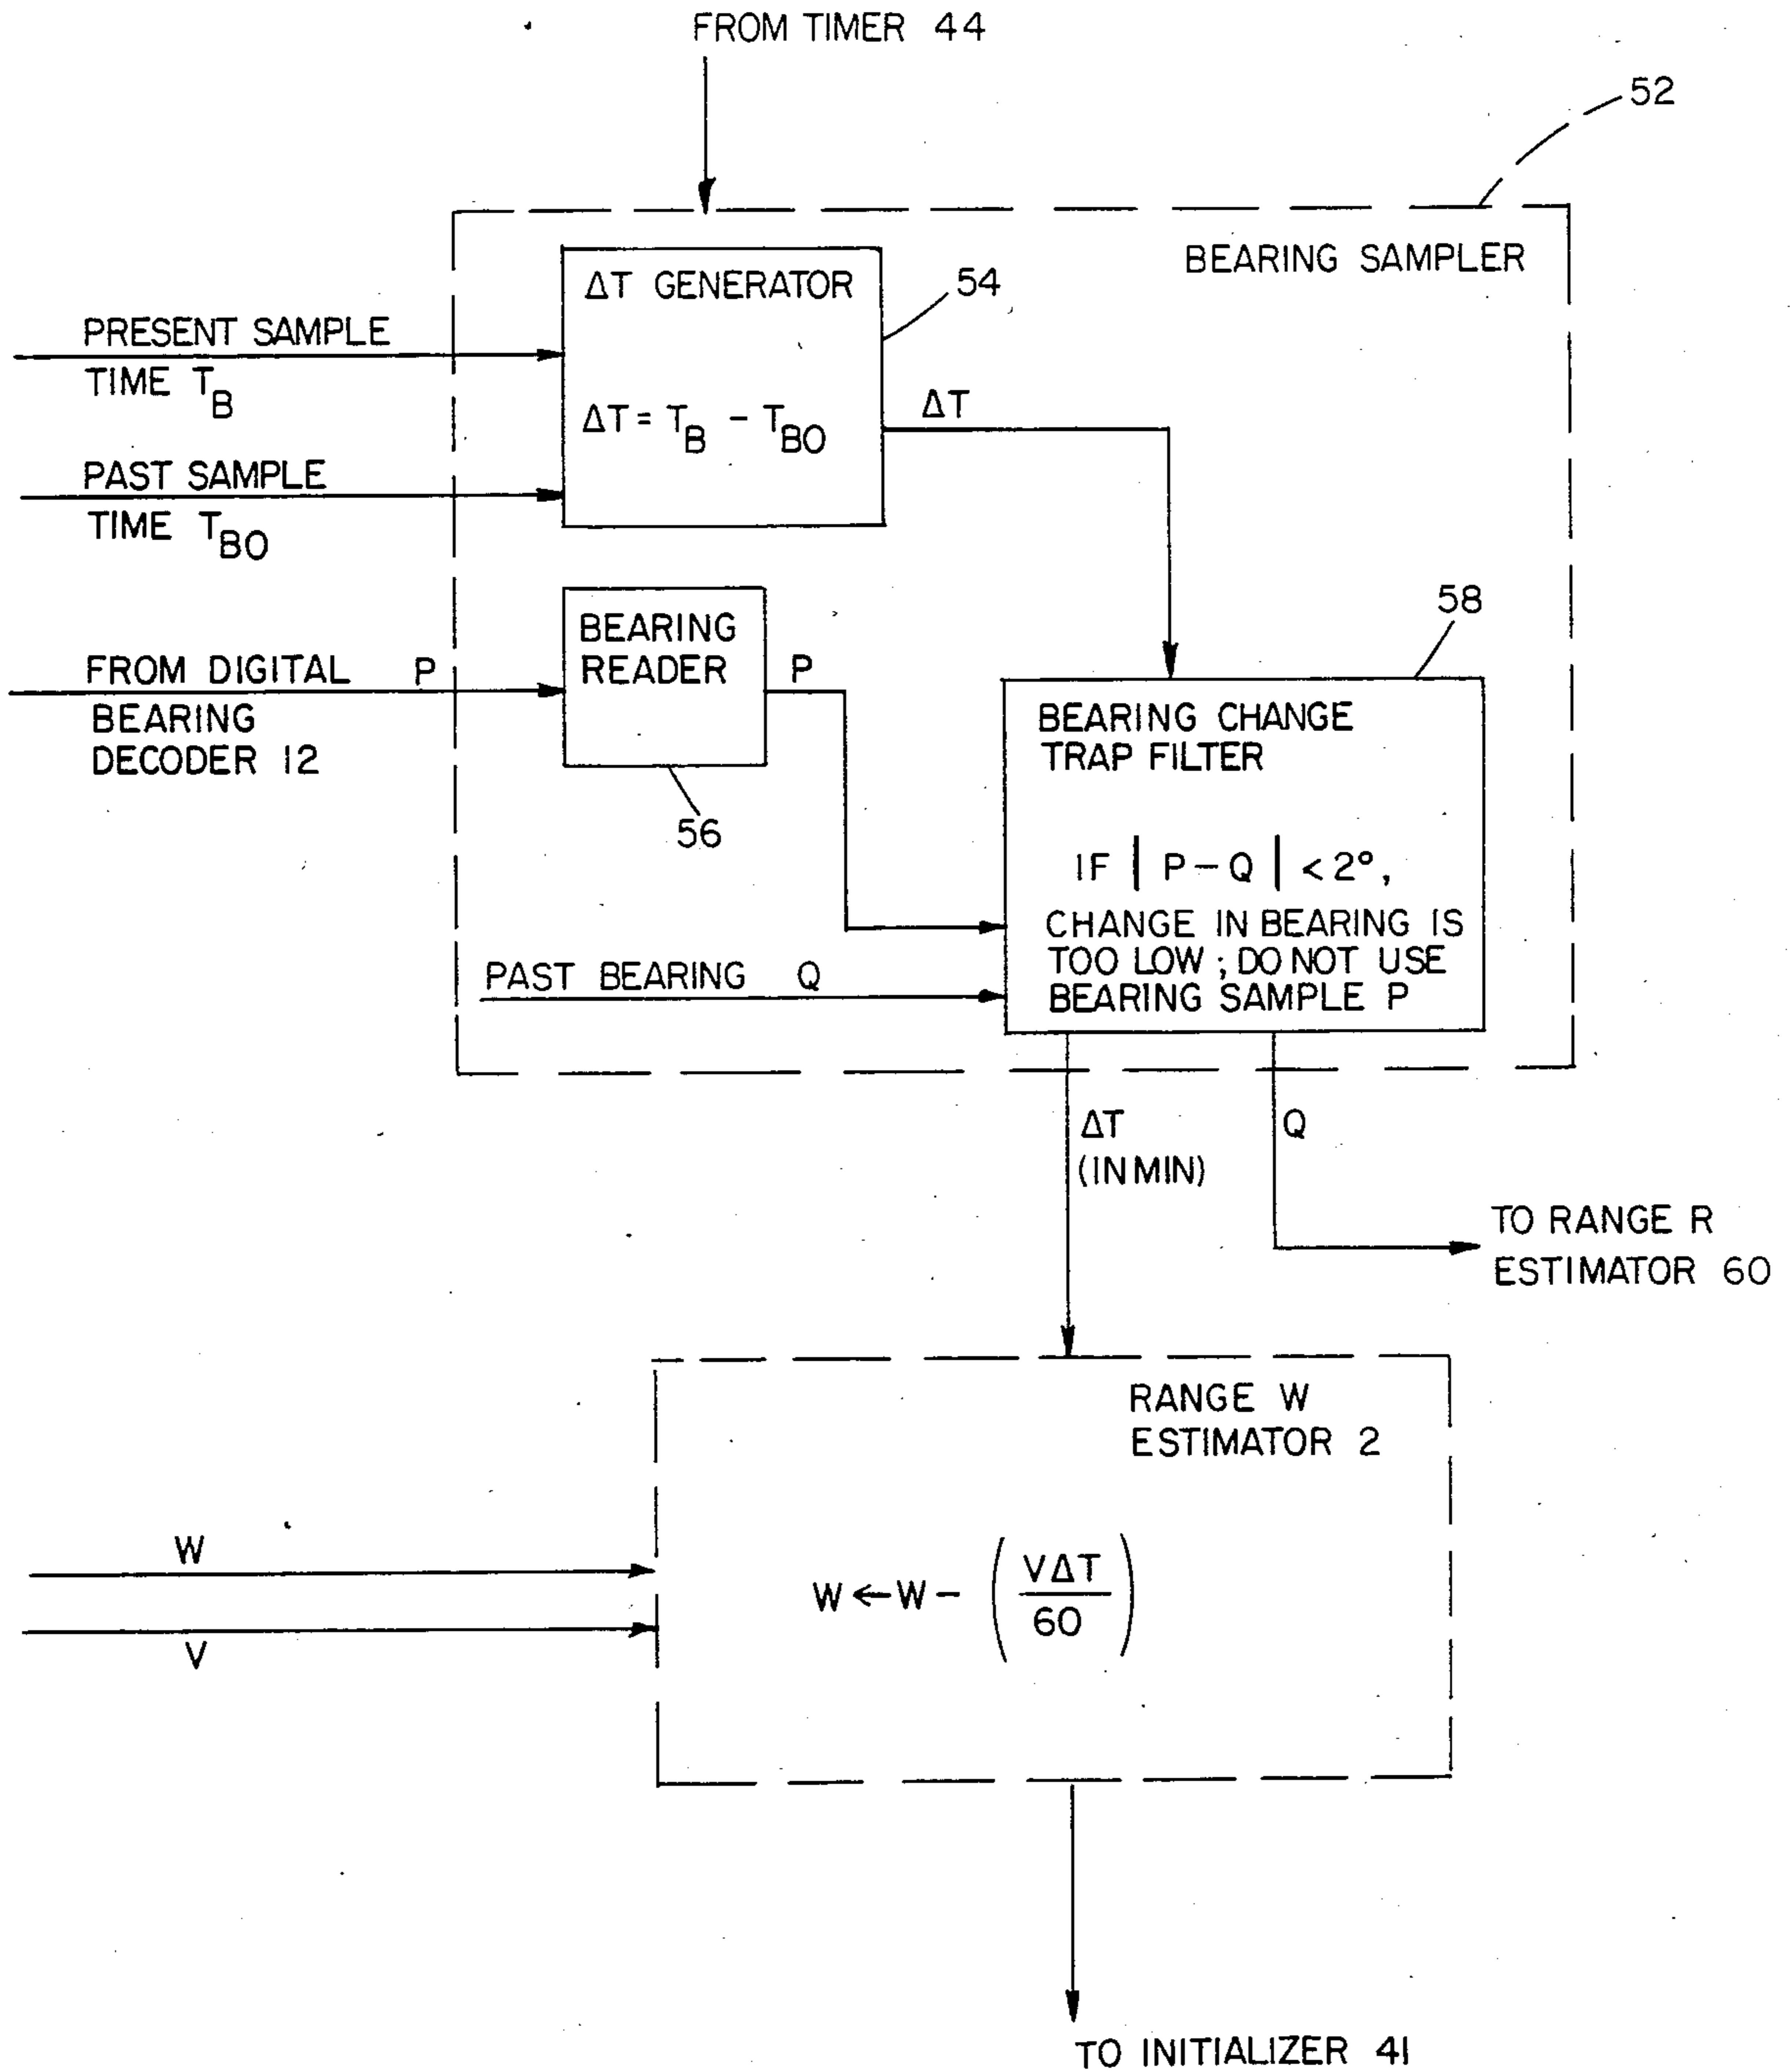 FROM TIMER 44
52
BEARING SAMPLER
ΔT GENERATOR
54
PRESENT SAMPLE
TIME T_B
ΔT = T_B - T_BO
ΔT
PAST SAMPLE
TIME T_BO
BEARING
READER
56
FROM DIGITAL P
BEARING
DECODER 12
P
58
BEARING CHANGE
TRAP FILTER
IF | P-Q | < 2°,
CHANGE IN BEARING IS
TOO LOW ; DO NOT USE
BEARING SAMPLE P
PAST BEARING Q
ΔT
(IN MIN)
Q
TO RANGE R
ESTIMATOR 60
RANGE W
ESTIMATOR 2
W
V
W ← W - (VΔT/60)
TO INITIALIZER 41